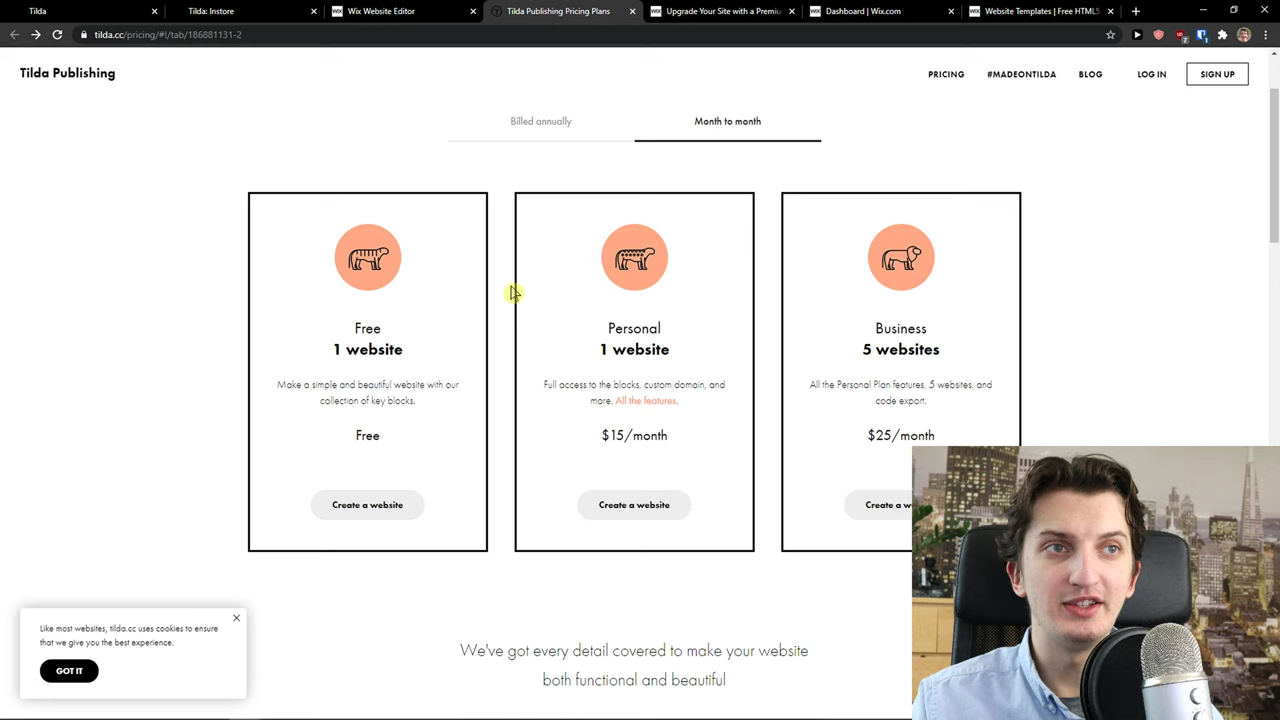 Tilda
Tilda: Instore
Wix Website Editor
Tilda Publishing Pricing Plans
Upgrade Your Site with a Premiu
Dashboard | Wix.com
Website Templates | Free HTML5
tilda.cc/pricing/#!/tab/186881131-2
Tilda Publishing
PRICING
#MADEONTILDA
BLOG
LOG IN
SIGN UP
Billed annually
Month to month
Free
1 website
Make a simple and beautiful website with our
collection of key blocks.
Free
Create a website
Personal
1 website
Full access to the blocks, custom domain, and
more. All the features.
$15/month
Create a website
Business
5 websites
All the Personal Plan features, 5 websites, and
code export.
$25/month
Create a w
Like most websites, tilda.cc uses cookies to ensure
that we give you the best experience.
GOT IT
We've got every detail covered to make your website
both functional and beautiful